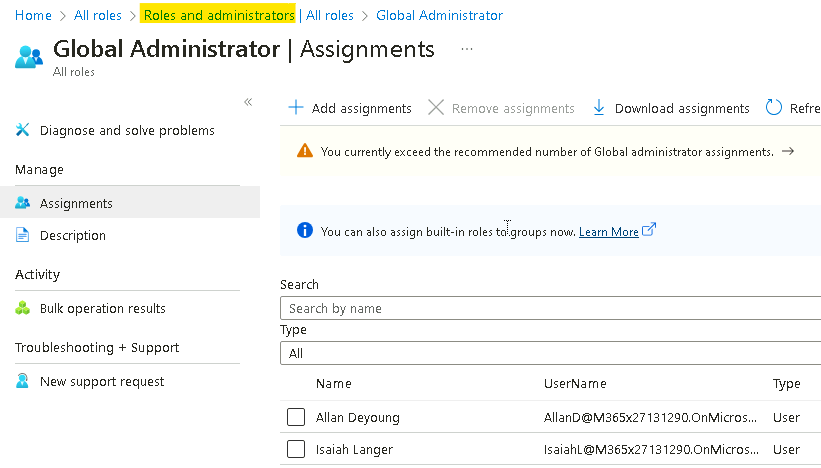 Home > All roles > Roles and administrators | All roles > Global Administrator
Global Administrator | Assignments ...
All roles
«
Add assignments Remove assignments Download assignments Refre
Diagnose and solve problems
You currently exceed the recommended number of Global administrator assignments. →
Manage
Assignments
You can also assign built-in roles to groups now. Learn More
Description
Activity
Search
Bulk operation results
Search by name
Type
Troubleshooting + Support
All
New support request
Name UserName Type
Allan Deyoung AllanD@M365x27131290.OnMicros... User
Isaiah Langer IsaiahL@M365x27131290.OnMicros... User